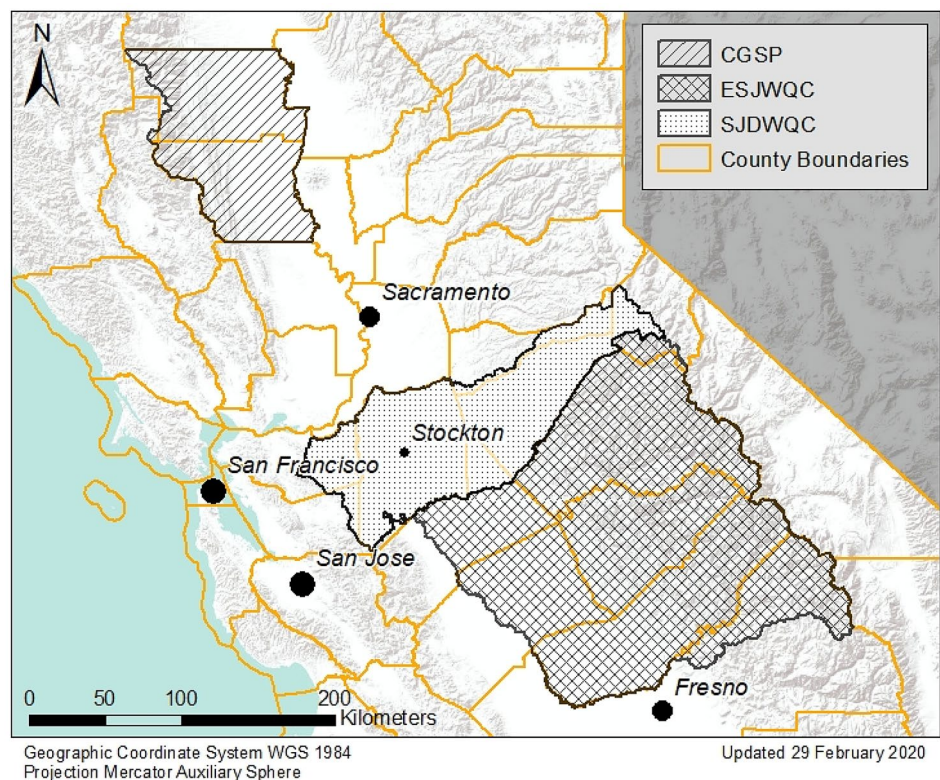 N
CGSP
ESJWQC
SJDWQC
County Boundaries
Sacramento
Stockton
San Francisco
San Jose
Fresno
0 50 100 200
Kilometers
Geographic Coordinate System WGS 1984
Projection Mercator Auxiliary Sphere
Updated 29 February 2020